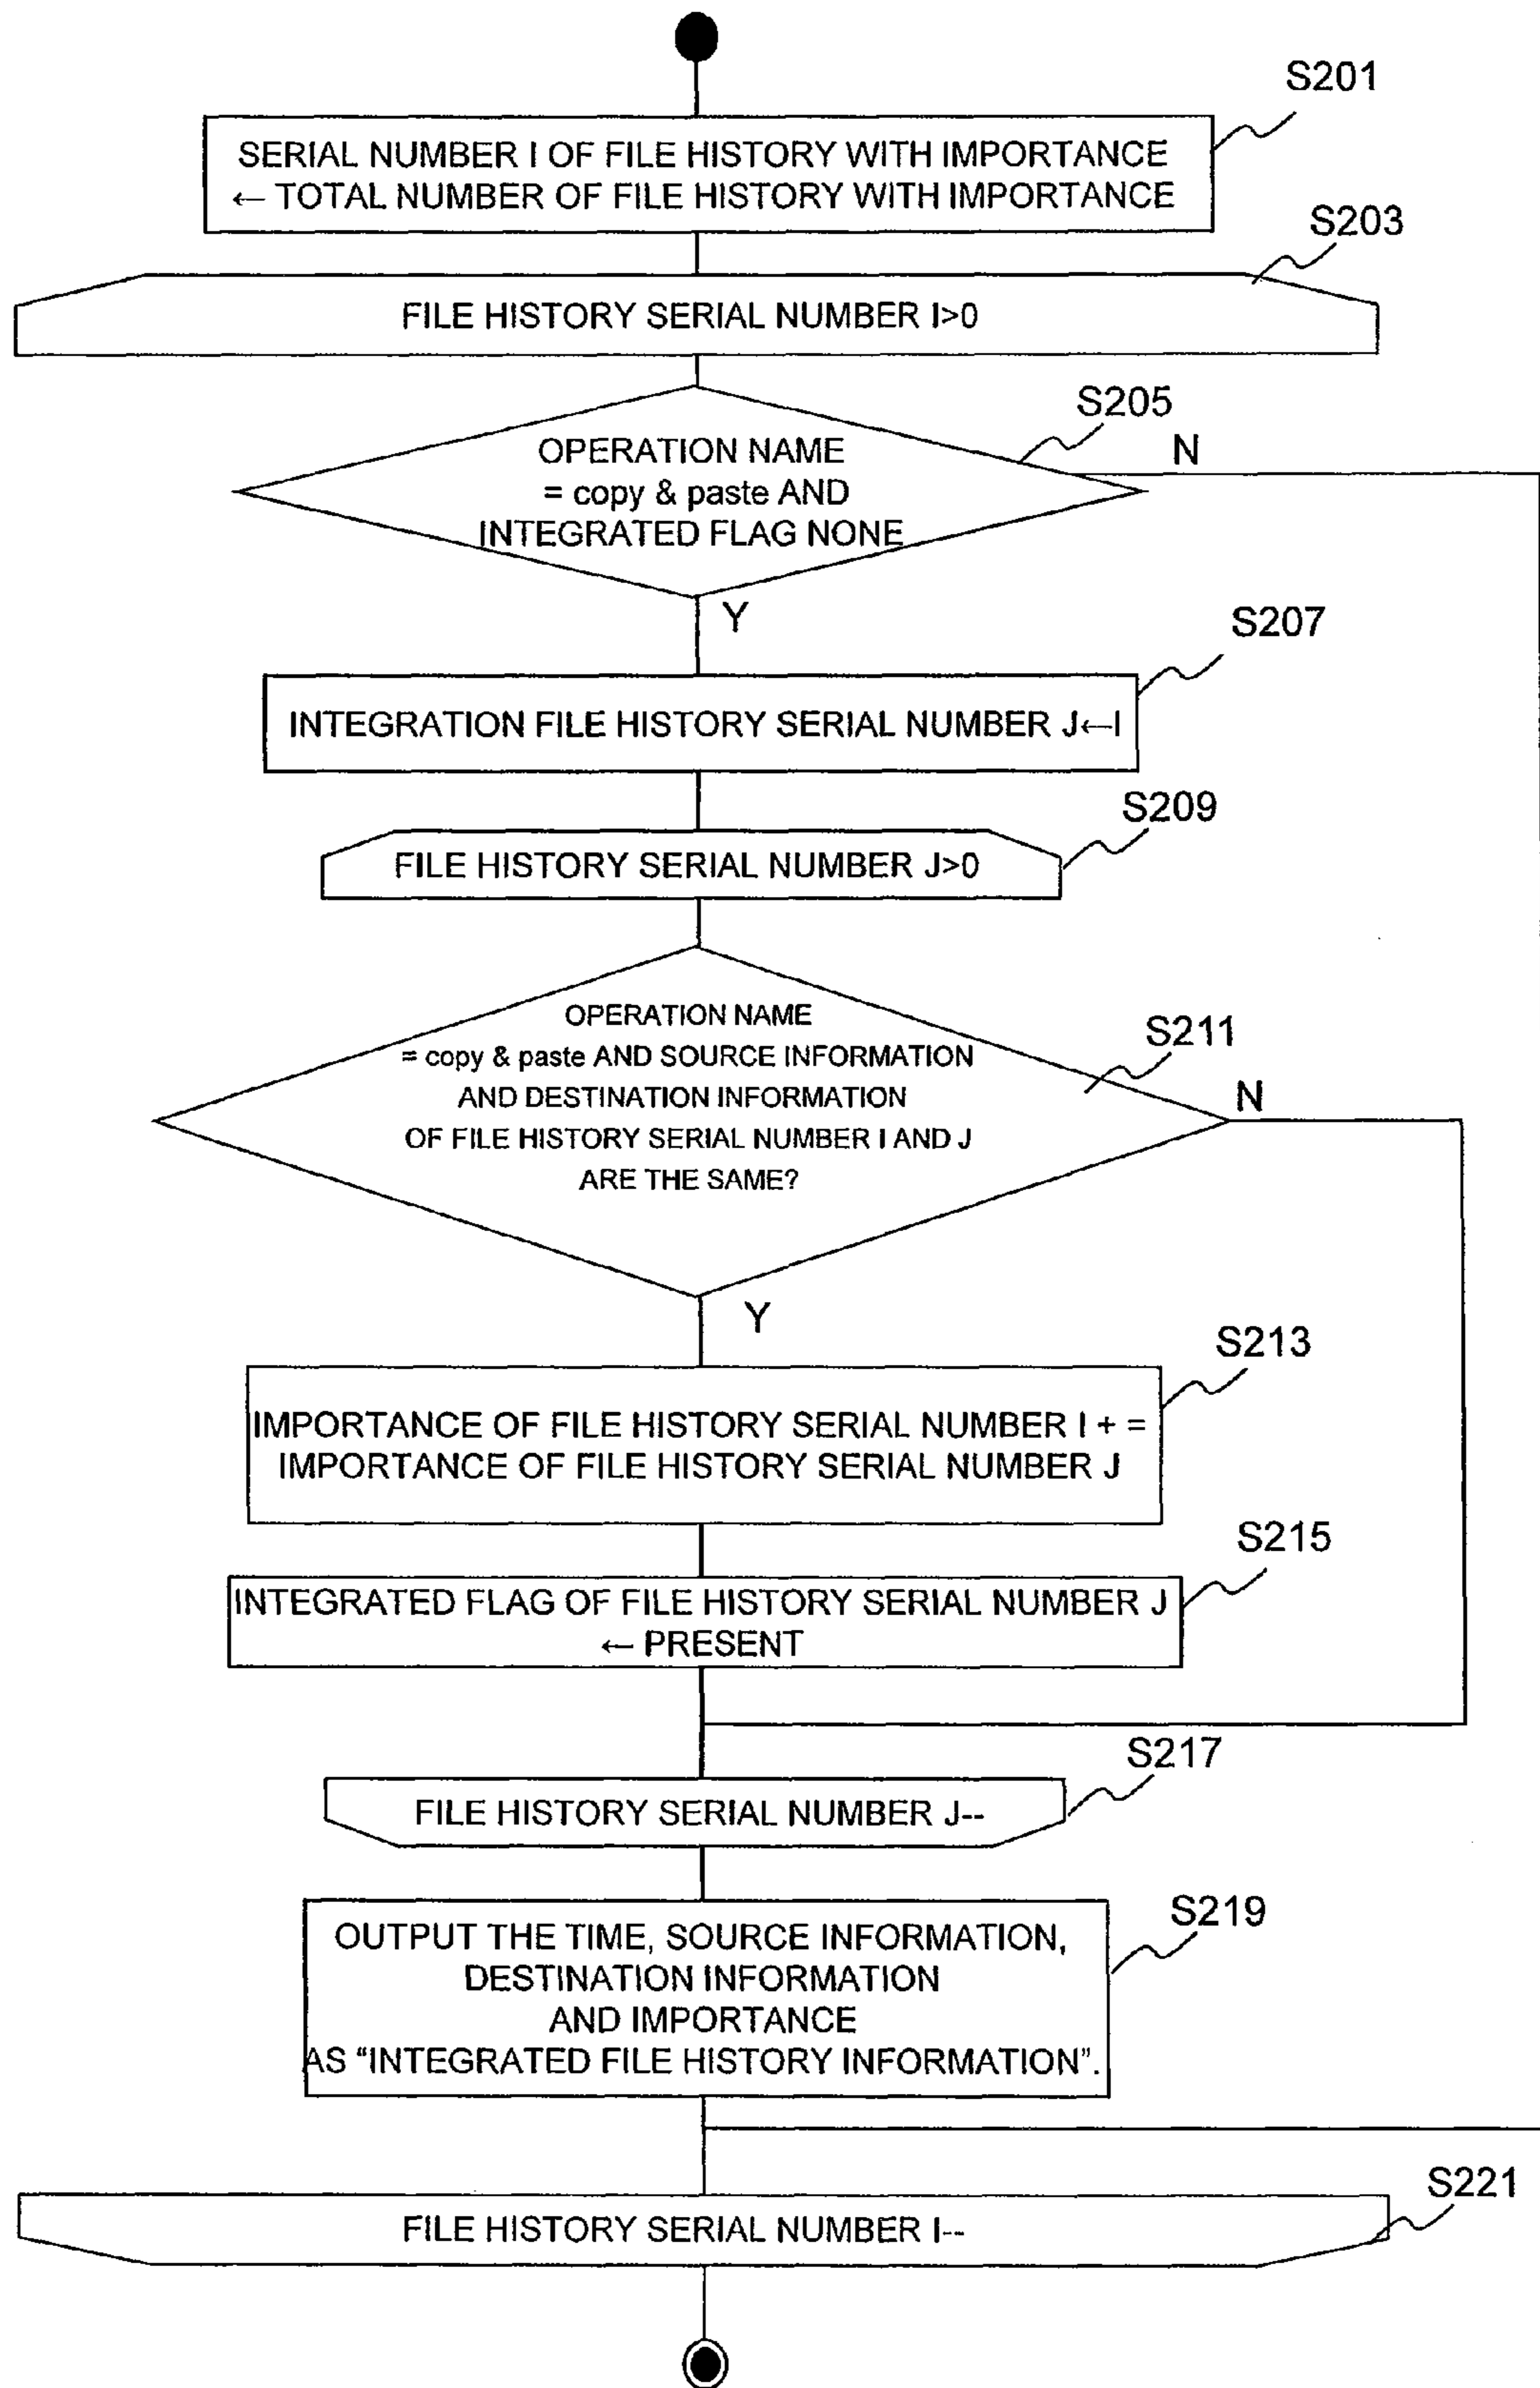 S201
SERIAL NUMBER I OF FILE HISTORY WITH IMPORTANCE
← TOTAL NUMBER OF FILE HISTORY WITH IMPORTANCE
S203
FILE HISTORY SERIAL NUMBER I>0
S205
N
OPERATION NAME
= copy & paste AND
INTEGRATED FLAG NONE
Y
S207
INTEGRATION FILE HISTORY SERIAL NUMBER J←I
S209
FILE HISTORY SERIAL NUMBER J>0
S211
N
OPERATION NAME
= copy & paste AND SOURCE INFORMATION
AND DESTINATION INFORMATION
OF FILE HISTORY SERIAL NUMBER I AND J
ARE THE SAME?
Y
S213
IMPORTANCE OF FILE HISTORY SERIAL NUMBER I + =
IMPORTANCE OF FILE HISTORY SERIAL NUMBER J
S215
INTEGRATED FLAG OF FILE HISTORY SERIAL NUMBER J
← PRESENT
S217
FILE HISTORY SERIAL NUMBER J--
S219
OUTPUT THE TIME, SOURCE INFORMATION,
DESTINATION INFORMATION
AND IMPORTANCE
AS “INTEGRATED FILE HISTORY INFORMATION”.
S221
FILE HISTORY SERIAL NUMBER I--